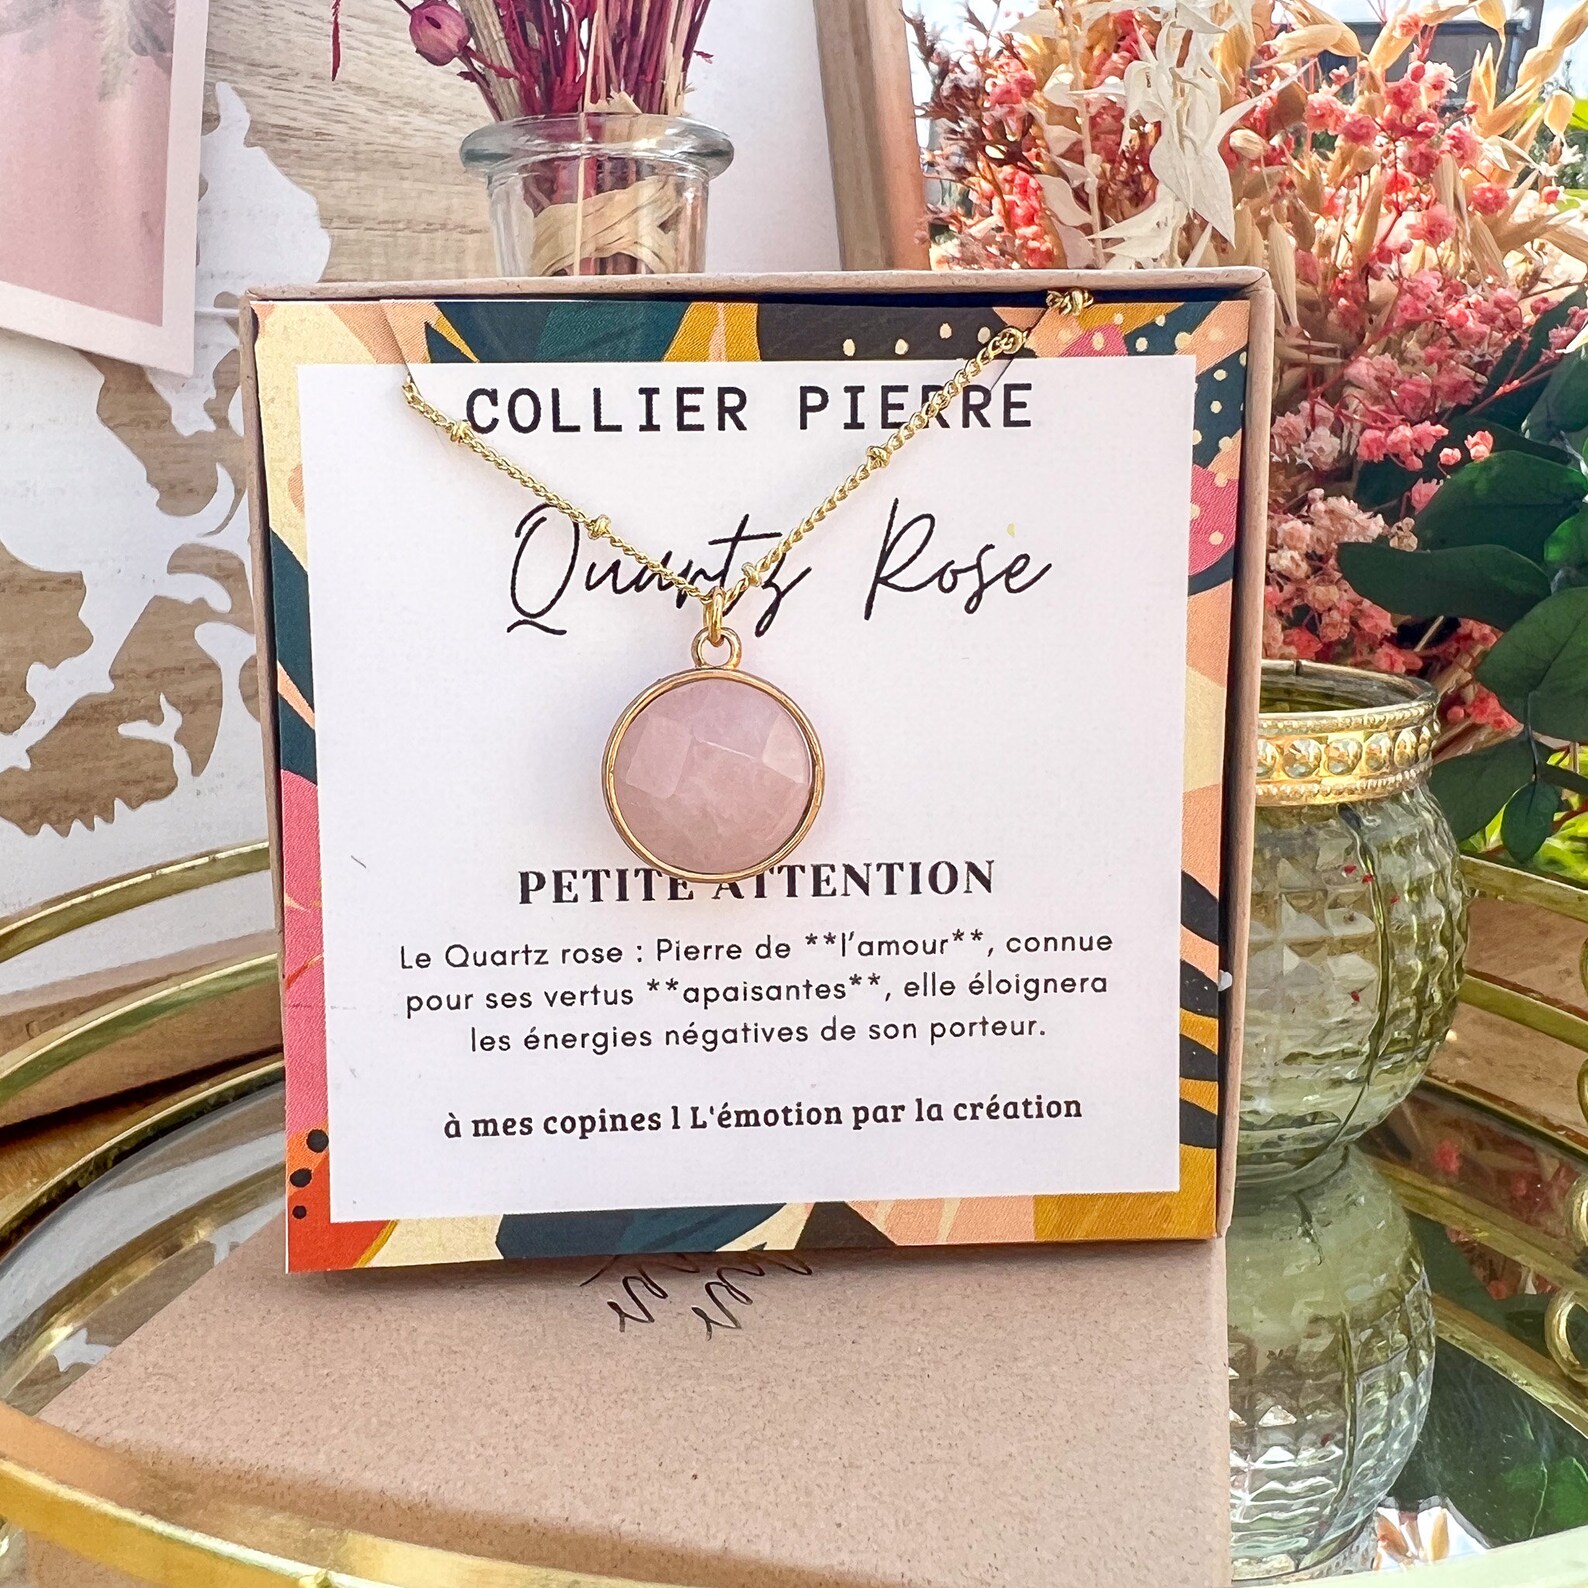 COLLIER PIERRE
Quartz Rose
PETITE ATTENTION
Le Quartz rose : Pierre de **l'amour**, connue
pour ses vertus **apaisantes**, elle éloignera
les énergies négatives de son porteur.
à mes copines l L'émotion par la création